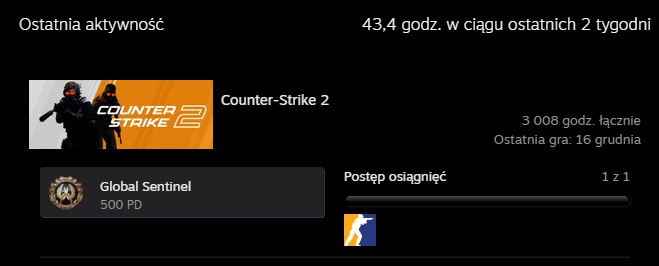 Ostatnia aktywność
43,4 godz. w ciągu ostatnich 2 tygodni
COUNTER
STRIKE 2
Counter-Strike 2
3 008 godz. łącznie
Ostatnia gra: 16 grudnia
Global Sentinel
500 PD
Postęp osiągnięć
1 z 1